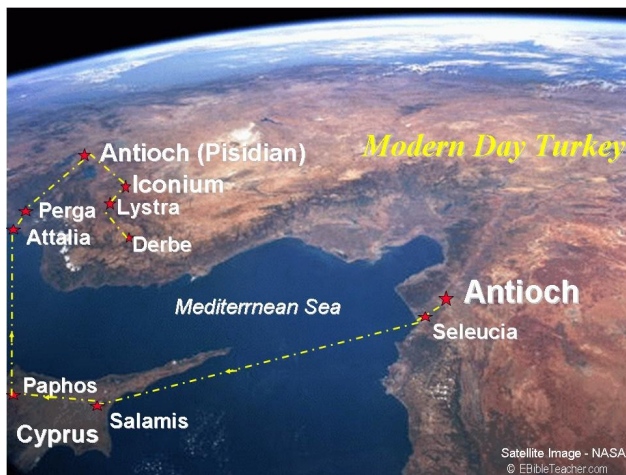 Antioch (Pisidian)
Modern Day Turkey
Iconium
Perga
Lystra
Attalia
Derbe
Mediterrnean Sea
Antioch
Seleucia
Paphos
Salamis
Cyprus
Satellite Image - NASA
© EBibleTeacher.com